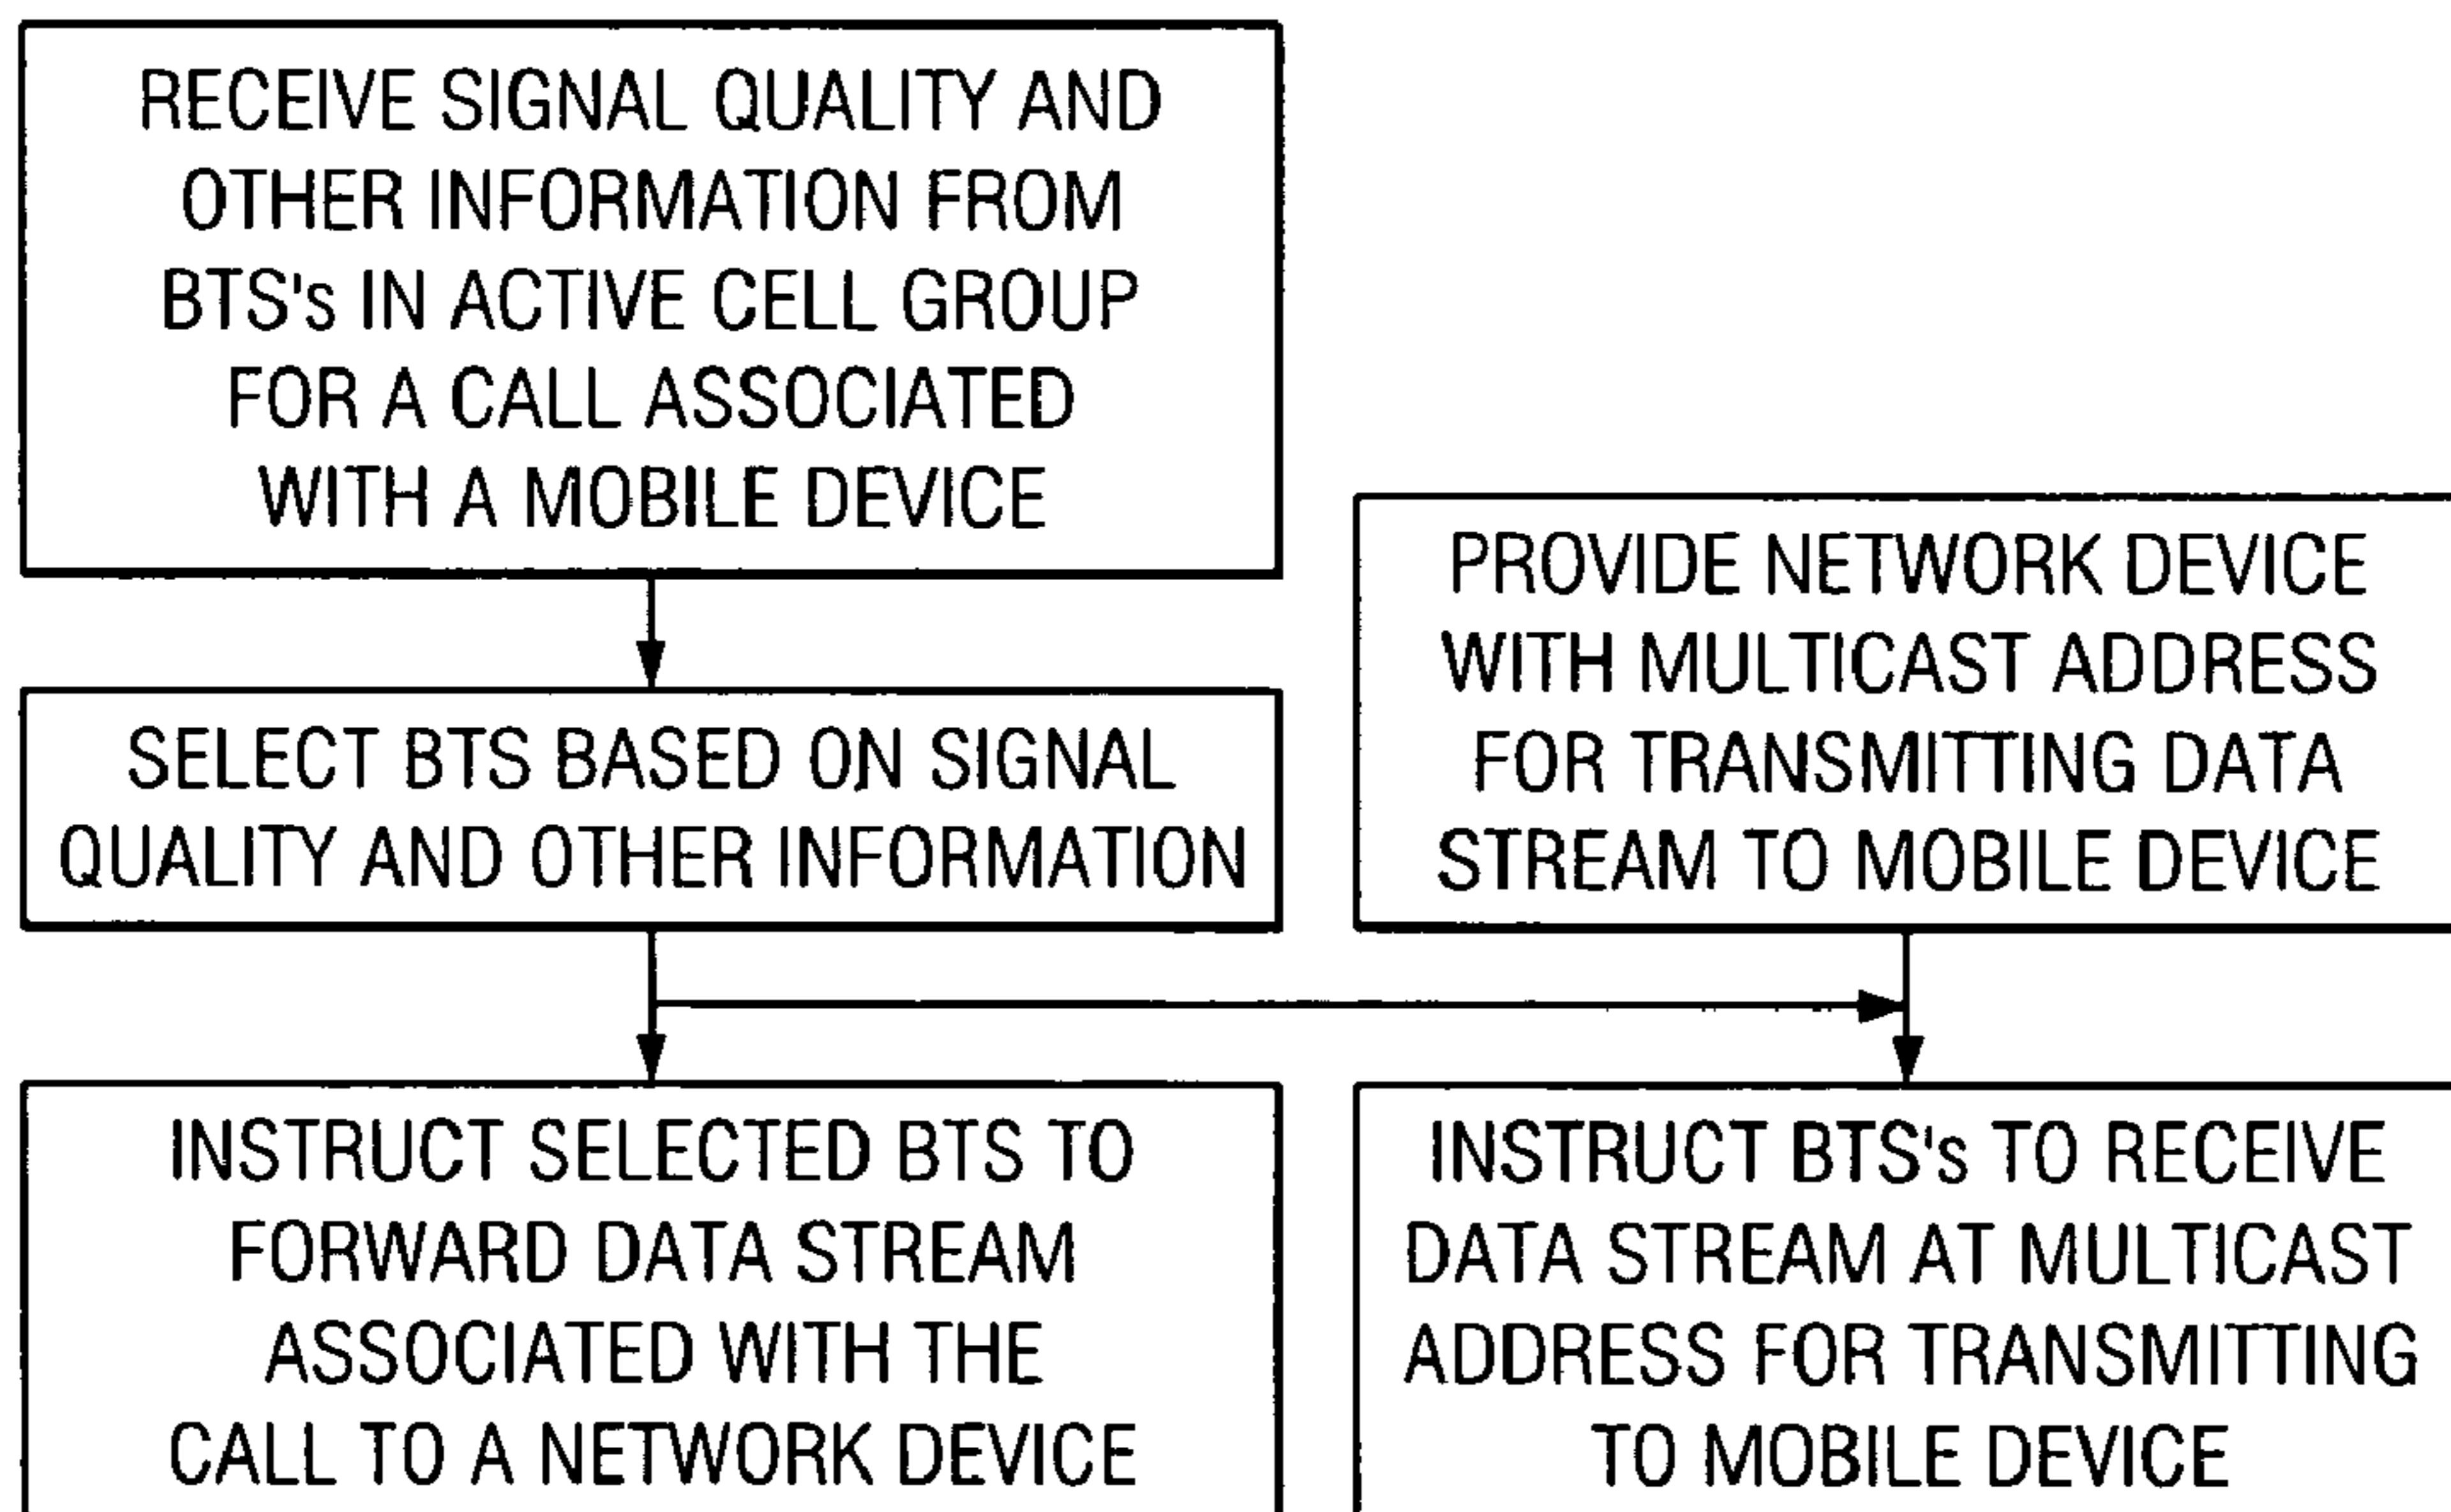 RECEIVE SIGNAL QUALITY AND
OTHER INFORMATION FROM
BTS's IN ACTIVE CELL GROUP
FOR A CALL ASSOCIATED
WITH A MOBILE DEVICE
SELECT BTS BASED ON SIGNAL
QUALITY AND OTHER INFORMATION
PROVIDE NETWORK DEVICE
WITH MULTICAST ADDRESS
FOR TRANSMITTING DATA
STREAM TO MOBILE DEVICE
INSTRUCT SELECTED BTS TO
FORWARD DATA STREAM
ASSOCIATED WITH THE
CALL TO A NETWORK DEVICE
INSTRUCT BTS's TO RECEIVE
DATA STREAM AT MULTICAST
ADDRESS FOR TRANSMITTING
TO MOBILE DEVICE